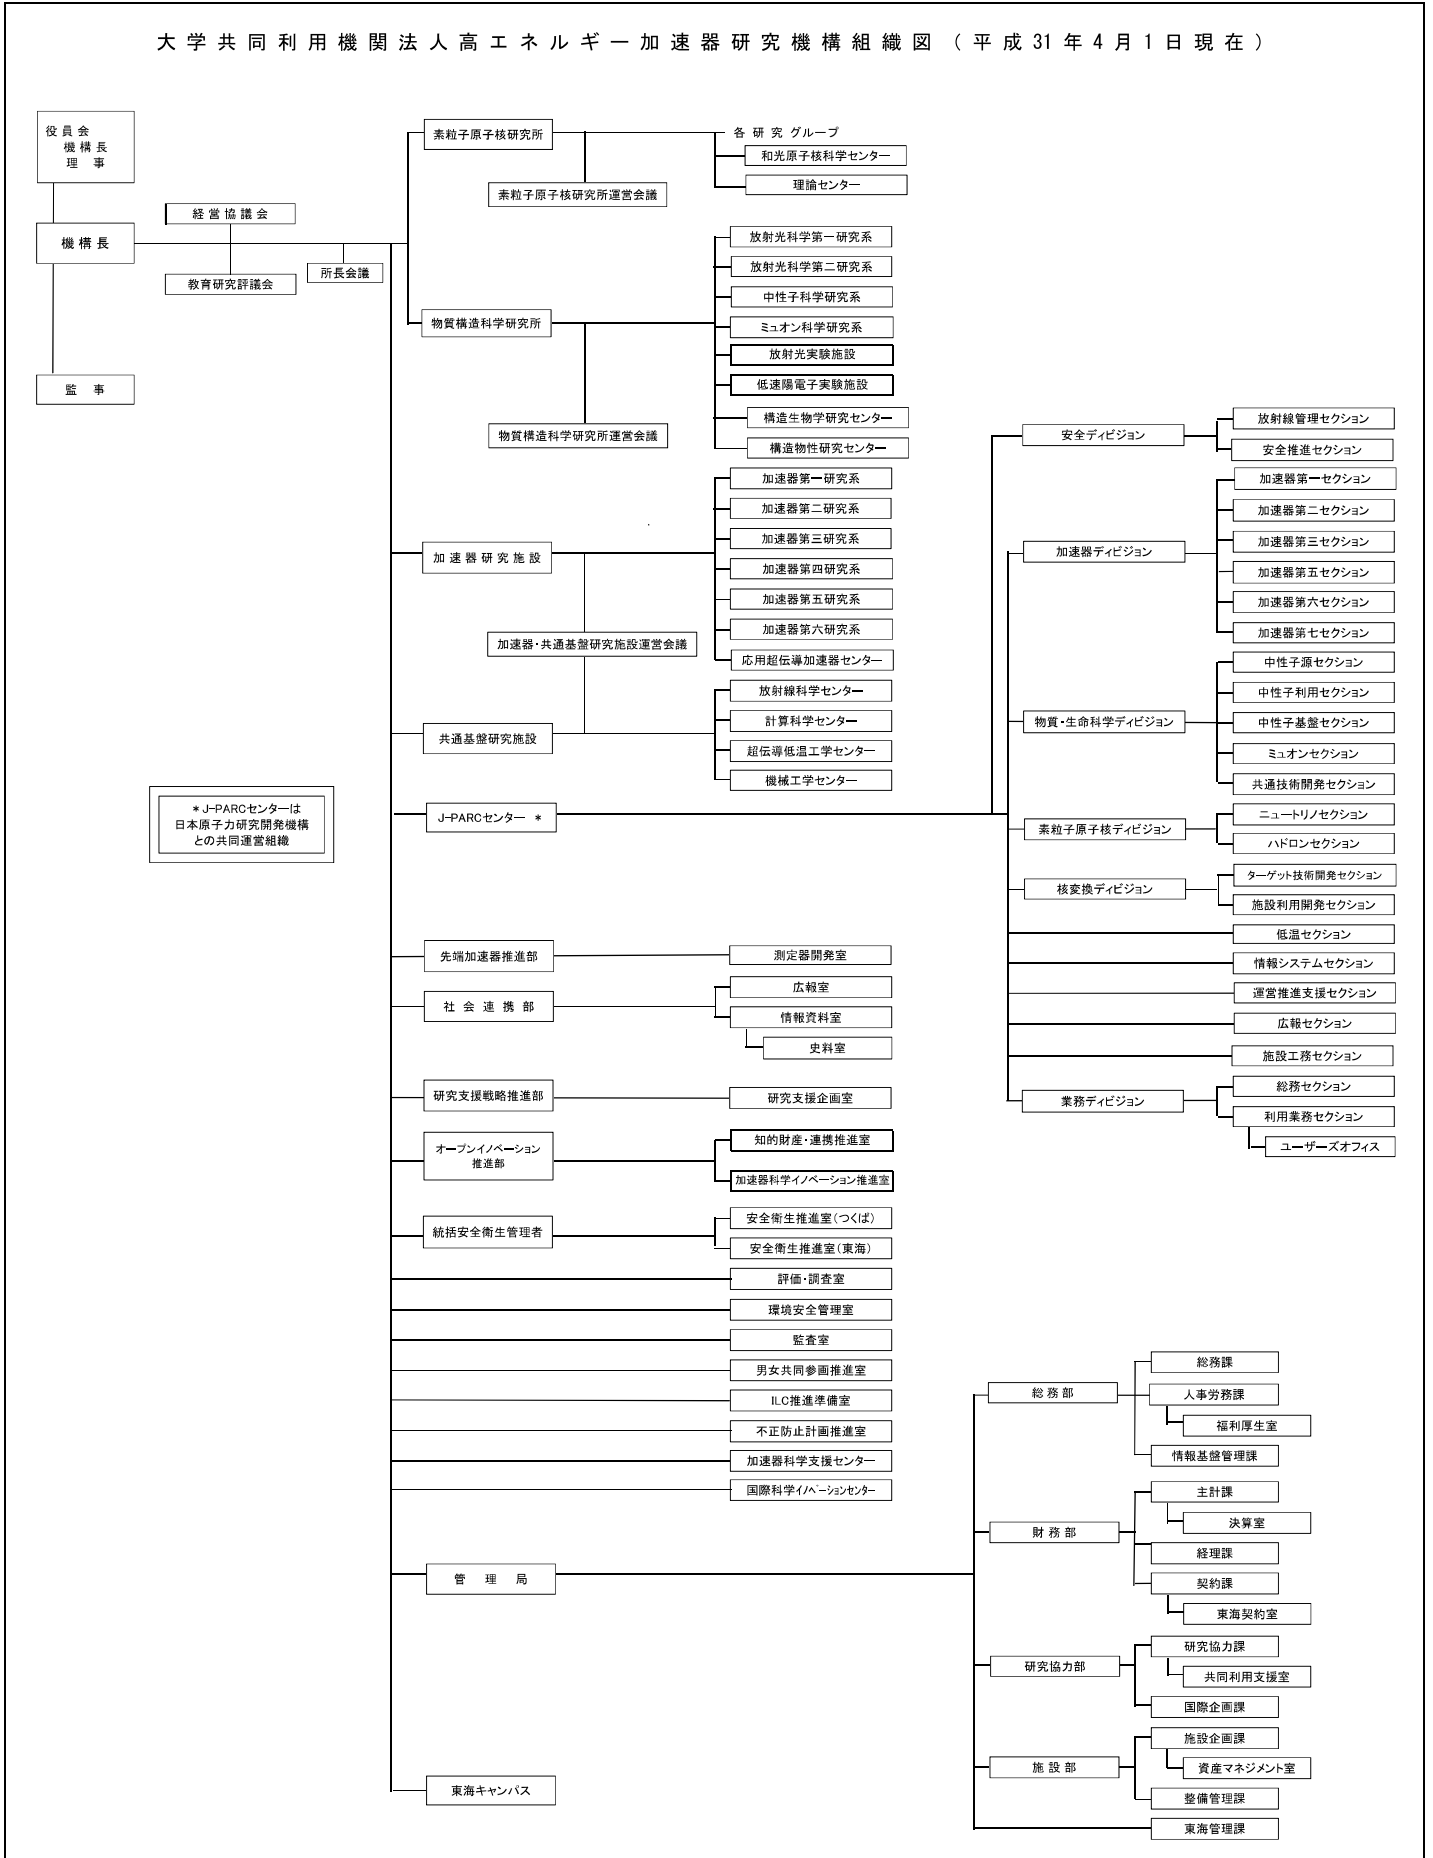 大学共同利用機関法人高エネルギー加速器研究機構組織図（平成31年4月1日現在）
役員会
機構長
理　事
機構長
監　事
経営協議会
教育研究評議会
所長会議
素粒子原子核研究所
素粒子原子核研究所運営会議
各研究グループ
和光原子核科学センター
理論センター
物質構造科学研究所
物質構造科学研究所運営会議
放射光科学第一研究系
放射光科学第二研究系
中性子科学研究系
ミュオン科学研究系
放射光実験施設
低速陽電子実験施設
構造生物学研究センター
構造物性研究センター
加速器研究施設
加速器・共通基盤研究施設運営会議
加速器第一研究系
加速器第二研究系
加速器第三研究系
加速器第四研究系
加速器第五研究系
加速器第六研究系
応用超伝導加速器センター
共通基盤研究施設
放射線科学センター
計算科学センター
超伝導低温工学センター
機械工学センター
＊J-PARCセンターは
日本原子力研究開発機構
との共同運営組織
J-PARCセンター ＊
安全ディビジョン
放射線管理セクション
安全推進セクション
加速器ディビジョン
加速器第一セクション
加速器第二セクション
加速器第三セクション
加速器第五セクション
加速器第六セクション
加速器第七セクション
物質・生命科学ディビジョン
中性子源セクション
中性子利用セクション
中性子基盤セクション
ミュオンセクション
共通技術開発セクション
素粒子原子核ディビジョン
ニュートリノセクション
ハドロンセクション
核変換ディビジョン
ターゲット技術開発セクション
施設利用開発セクション
低温セクション
情報システムセクション
運営推進支援セクション
広報セクション
施設工務セクション
業務ディビジョン
総務セクション
利用業務セクション
ユーザーズオフィス
先端加速器推進部
測定器開発室
社会連携部
広報室
情報資料室
史料室
研究支援戦略推進部
研究支援企画室
オープンイノベーション
推進部
知的財産・連携推進室
加速器科学イノベーション推進室
統括安全衛生管理者
安全衛生推進室（つくば）
安全衛生推進室（東海）
評価・調査室
環境安全管理室
監査室
男女共同参画推進室
ILC推進準備室
不正防止計画推進室
加速器科学支援センター
国際科学ｲﾉﾍﾞｰｼｮﾝｾﾝﾀｰ
管　理　局
総務部
総務課
人事労務課
福利厚生室
情報基盤管理課
財務部
主計課
決算室
経理課
契約課
東海契約室
研究協力部
研究協力課
共同利用支援室
国際企画課
施設部
施設企画課
資産マネジメント室
整備管理課
東海管理課
東海キャンパス